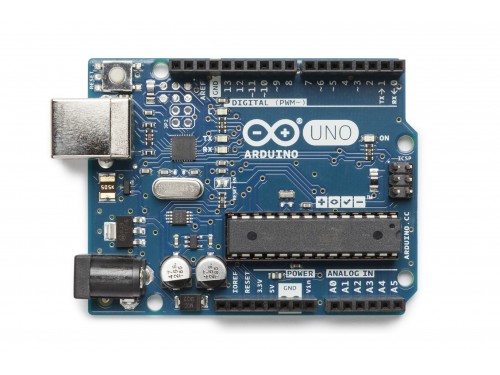 RESET
AREF
GND
13
12
~11
~10
~9
8
7
~6
~5
4
~3
2
TX→1
RX←0
DIGITAL (PWM~)
TX
RX
UNO
ON
ARDUINO
ICSP
ARDUINO.CC
IOREF
RESET
3.3V
5V
GND
Vin
POWER
ANALOG IN
A0
A1
A2
A3
A4
A5